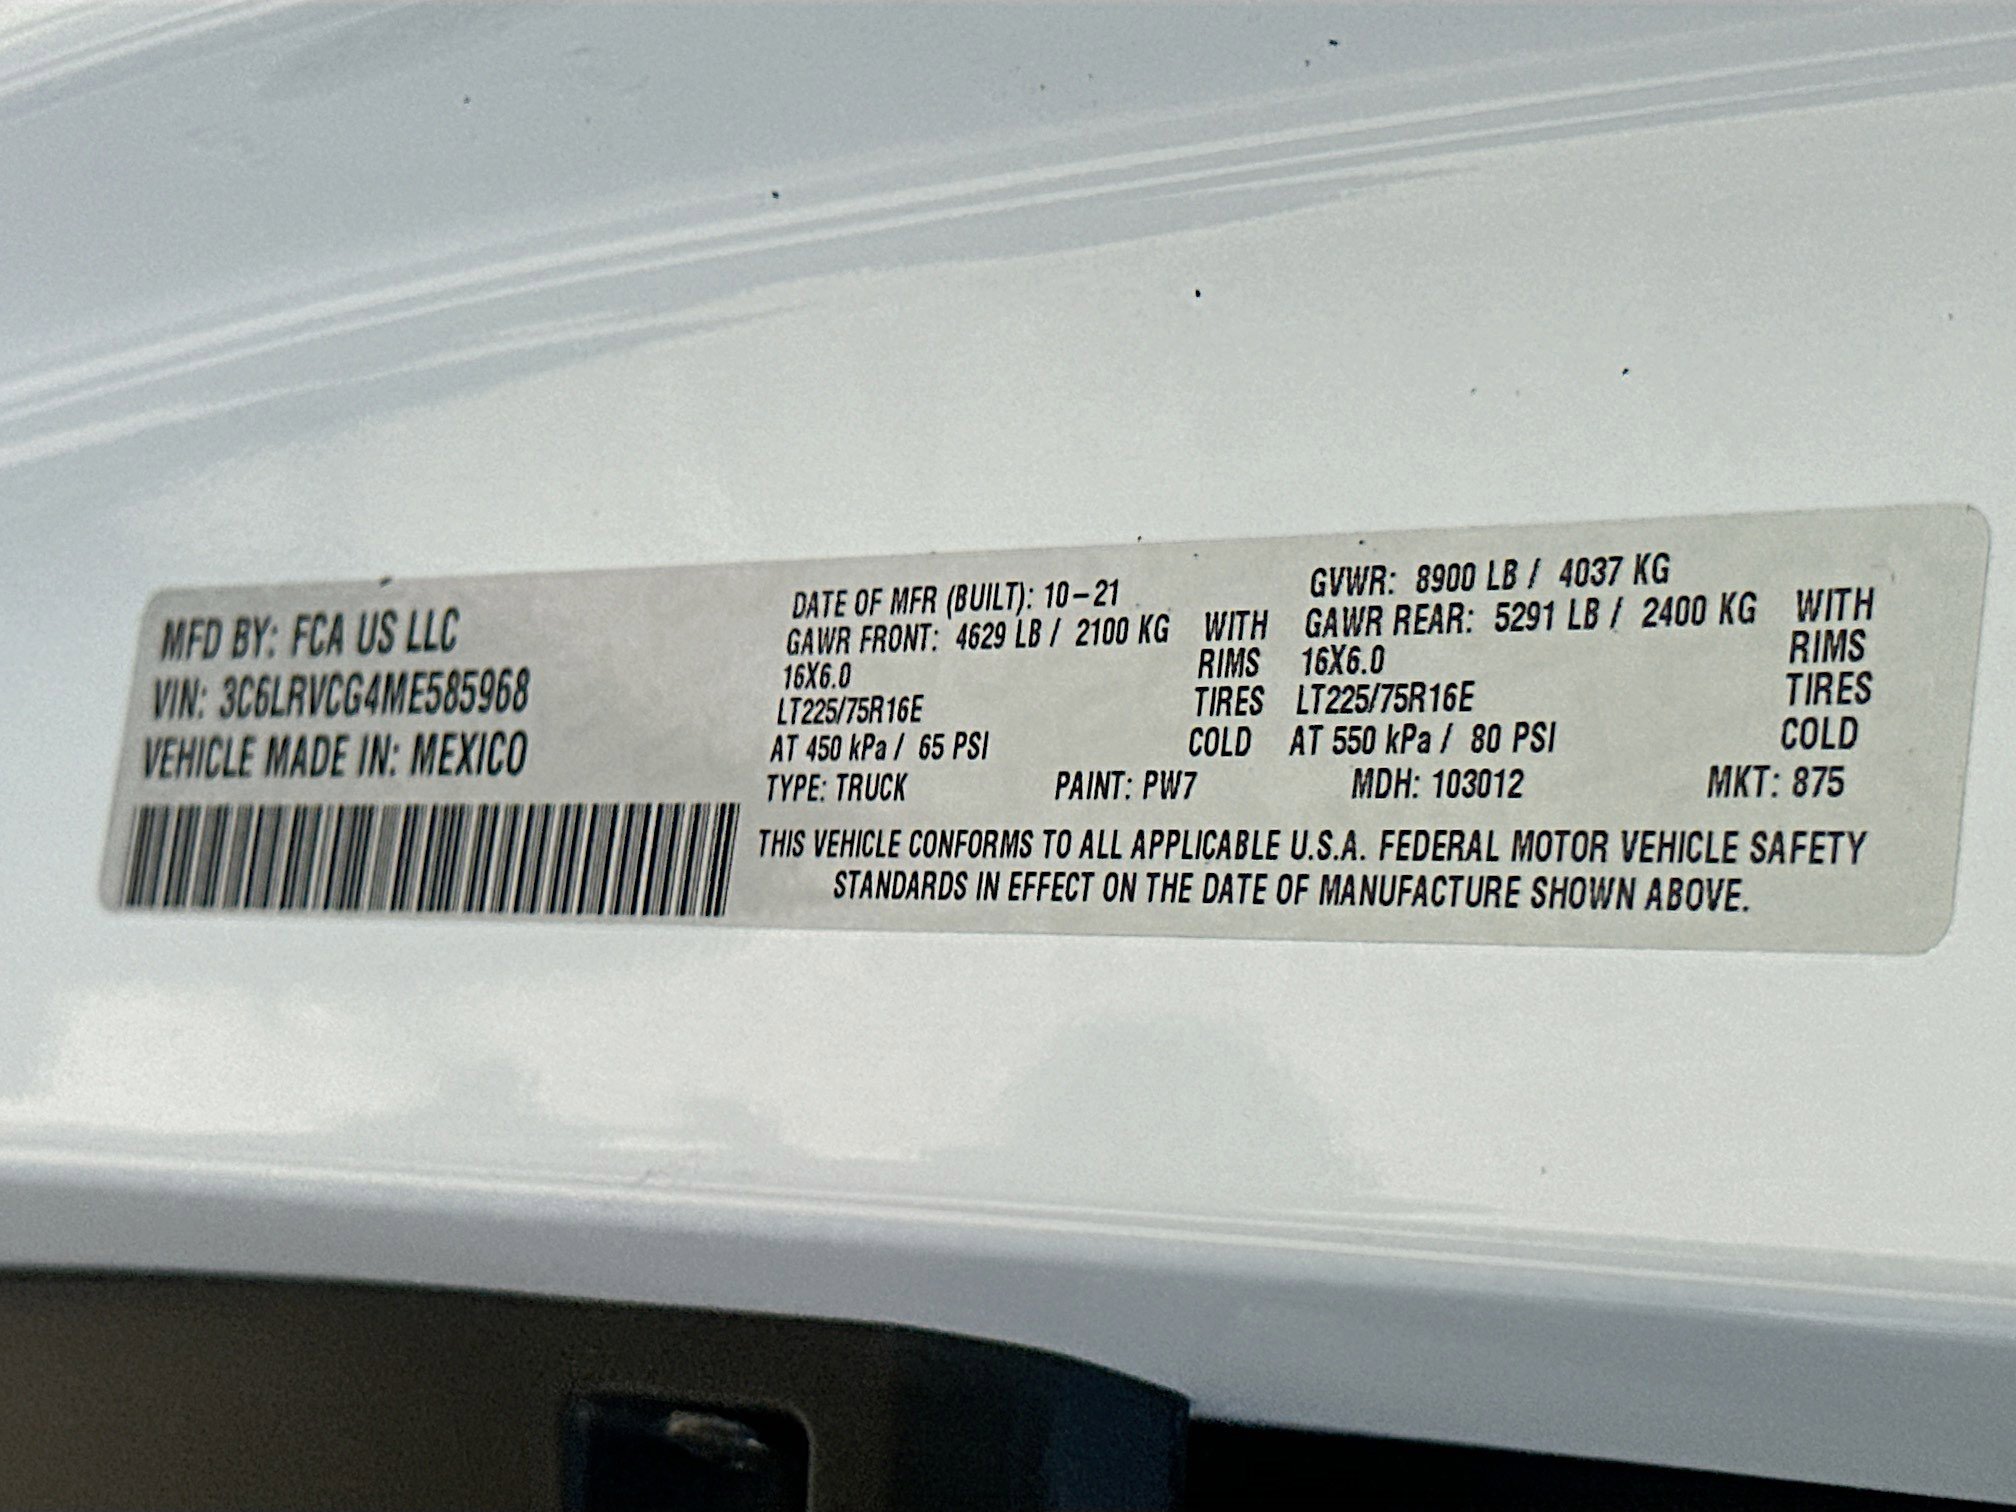 MFD BY: FCA US LLC
VIN: 3C6LRVCG4ME585968
VEHICLE MADE IN: MEXICO
DATE OF MFR (BUILT): 10-21
GVWR: 8900 LB / 4037 KG
GAWR FRONT: 4629 LB / 2100 KG WITH
16X6.0 RIMS
LT225/75R16E TIRES
AT 450 kPa / 65 PSI COLD
GAWR REAR: 5291 LB / 2400 KG WITH
16X6.0 RIMS
LT225/75R16E TIRES
AT 550 kPa / 80 PSI COLD
TYPE: TRUCK PAINT: PW7 MDH: 103012 MKT: 875
THIS VEHICLE CONFORMS TO ALL APPLICABLE U.S.A. FEDERAL MOTOR VEHICLE SAFETY
STANDARDS IN EFFECT ON THE DATE OF MANUFACTURE SHOWN ABOVE.